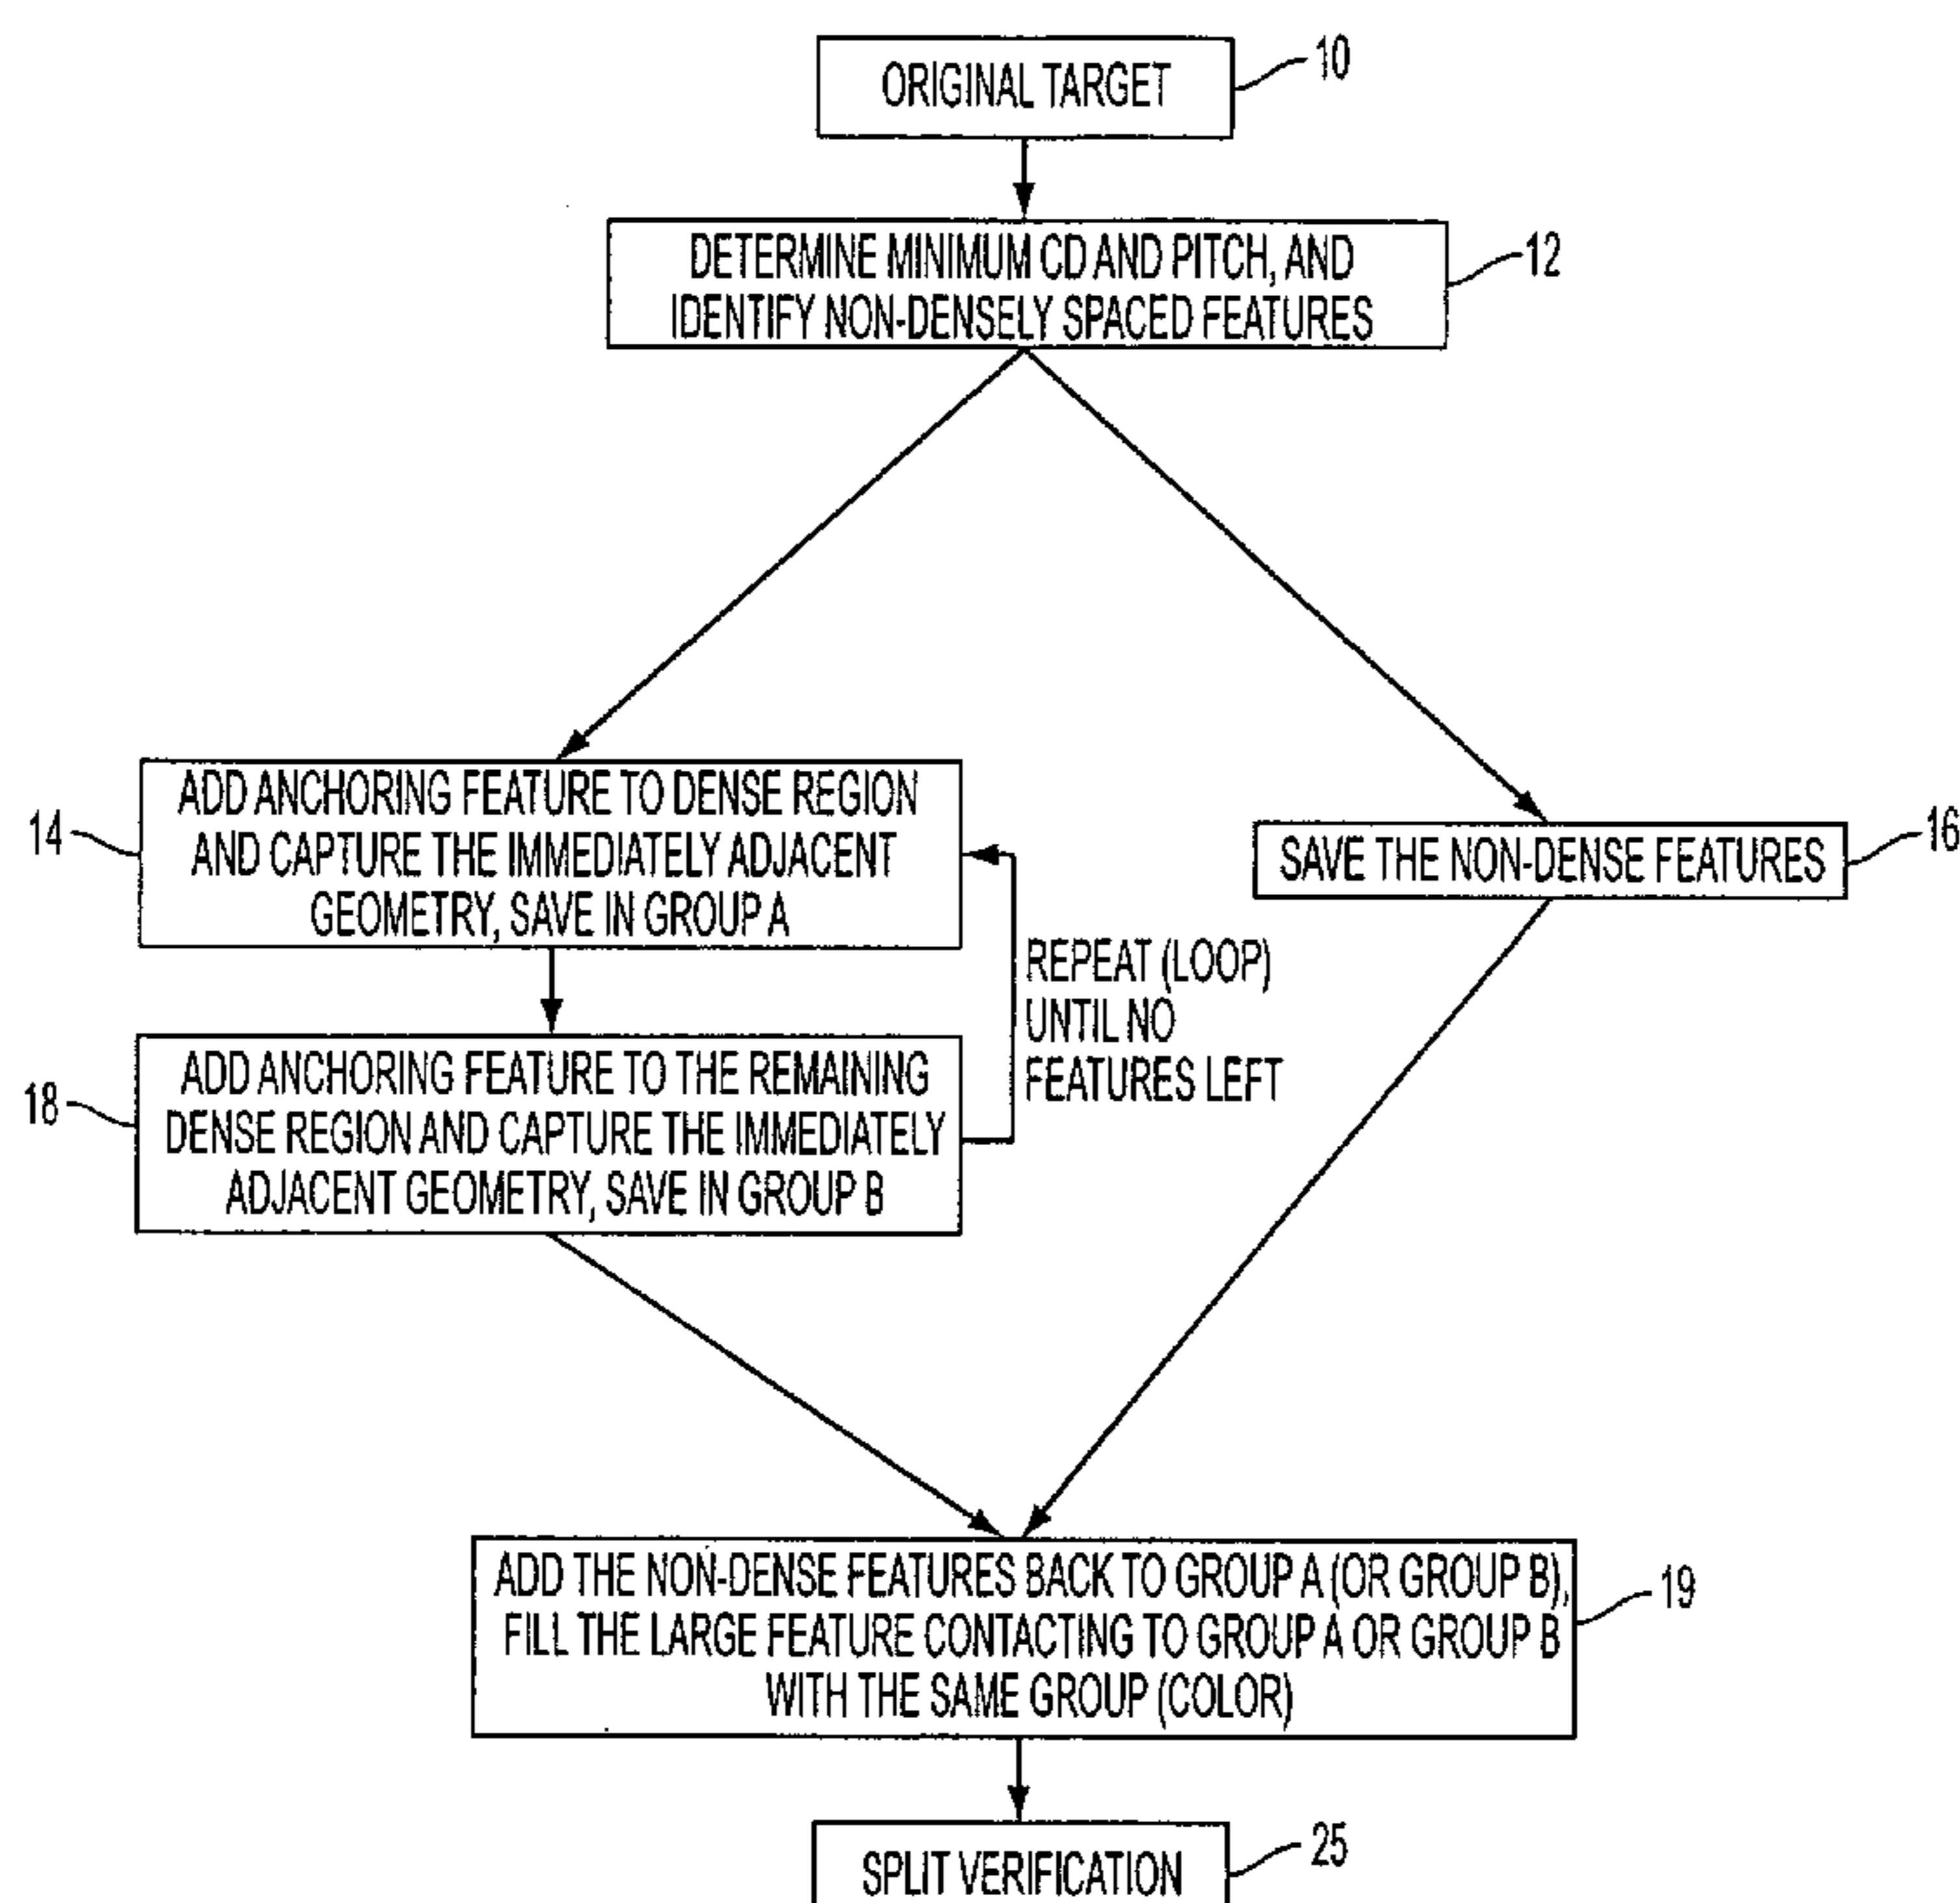 ORIGINAL TARGET
10
DETERMINE MINIMUM CD AND PITCH, AND
IDENTIFY NON-DENSELY SPACED FEATURES
12
14
ADD ANCHORING FEATURE TO DENSE REGION
AND CAPTURE THE IMMEDIATELY ADJACENT
GEOMETRY, SAVE IN GROUP A
SAVE THE NON-DENSE FEATURES
16
REPEAT (LOOP)
UNTIL NO
FEATURES LEFT
18
ADD ANCHORING FEATURE TO THE REMAINING
DENSE REGION AND CAPTURE THE IMMEDIATELY
ADJACENT GEOMETRY, SAVE IN GROUP B
ADD THE NON-DENSE FEATURES BACK TO GROUP A (OR GROUP B),
FILL THE LARGE FEATURE CONTACTING TO GROUP A OR GROUP B
WITH THE SAME GROUP (COLOR)
19
SPLIT VERIFICATION
25